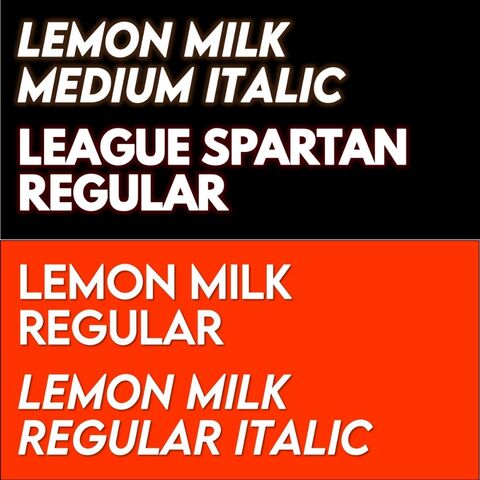 LEMON MILK
MEDIUM ITALIC
LEAGUE SPARTAN
REGULAR
LEMON MILK
REGULAR
LEMON MILK
REGULAR ITALIC